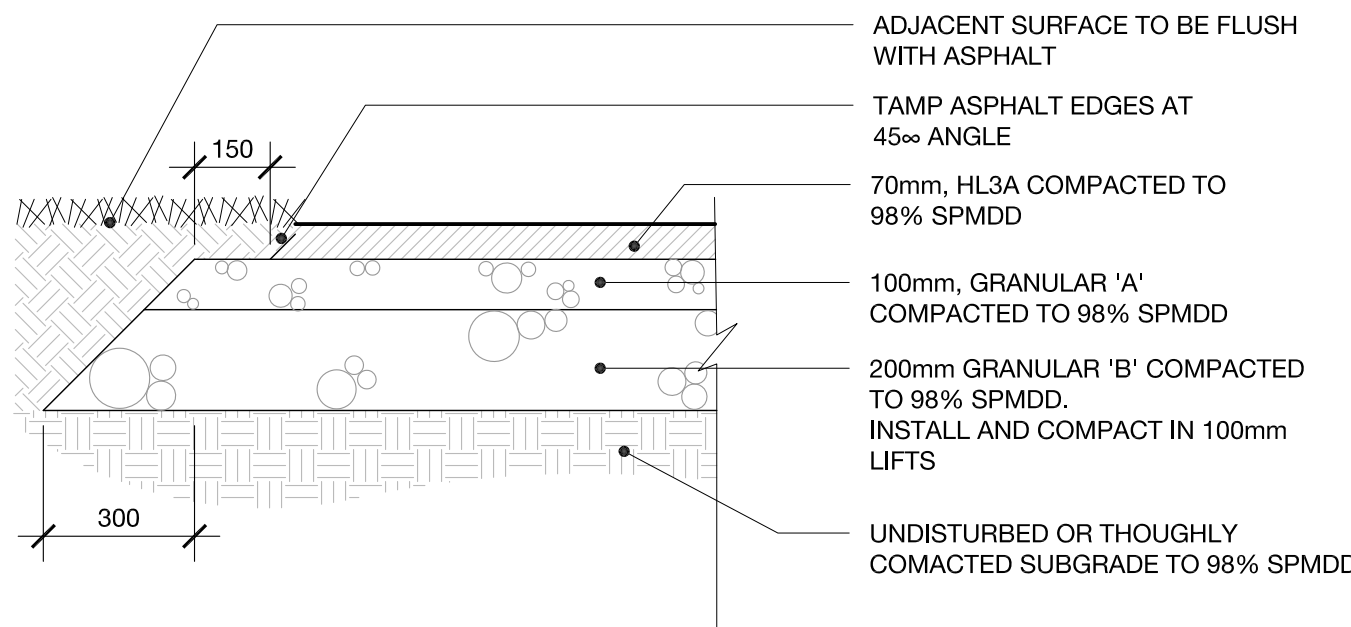 ADJACENT SURFACE TO BE FLUSH
WITH ASPHALT
TAMP ASPHALT EDGES AT
45∞ ANGLE
150
70mm, HL3A COMPACTED TO
98% SPMDD
100mm, GRANULAR 'A'
COMPACTED TO 98% SPMDD
200mm GRANULAR 'B' COMPACTED
TO 98% SPMDD.
INSTALL AND COMPACT IN 100mm
LIFTS
300
UNDISTURBED OR THOUGHLY
COMACTED SUBGRADE TO 98% SPMDD